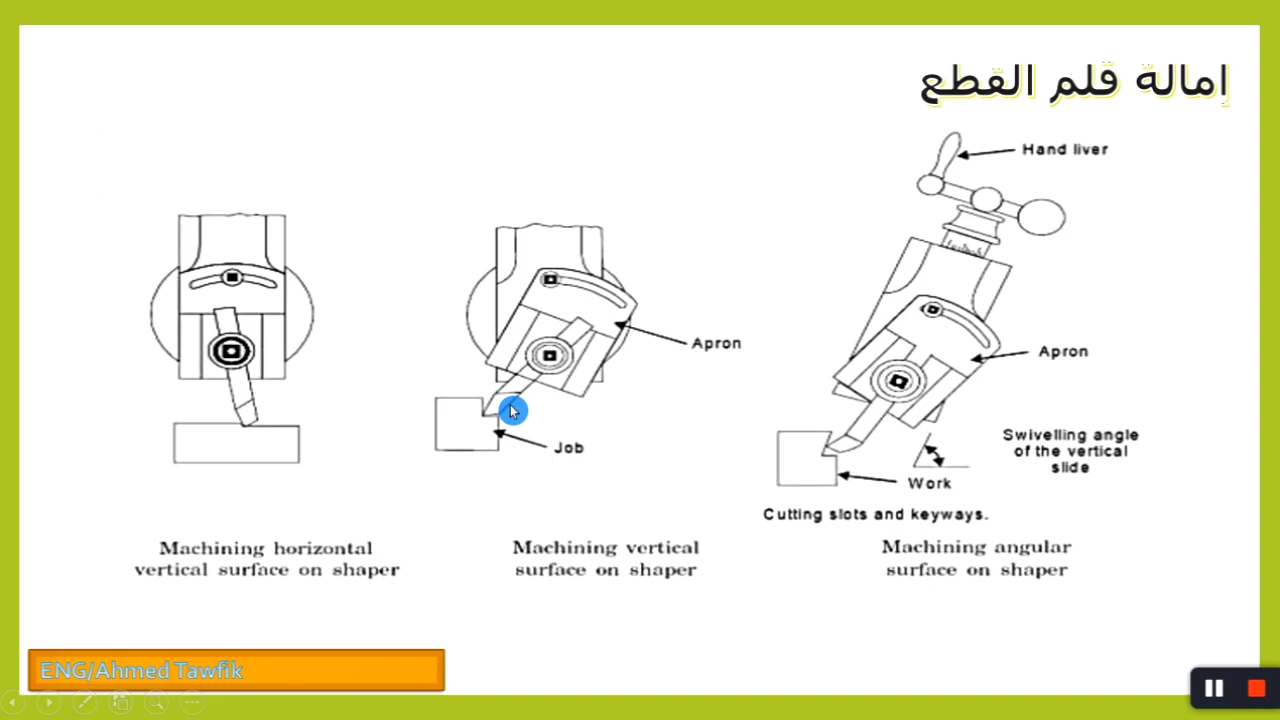 إمالة قلم القطع
Hand liver
Apron
Job
Apron
Swivelling angle
of the vertical
slide
Work
Cutting slots and keyways.
Machining horizontal
vertical surface on shaper
Machining vertical
surface on shaper
Machining angular
surface on shaper
ENG/Ahmed Tawfik